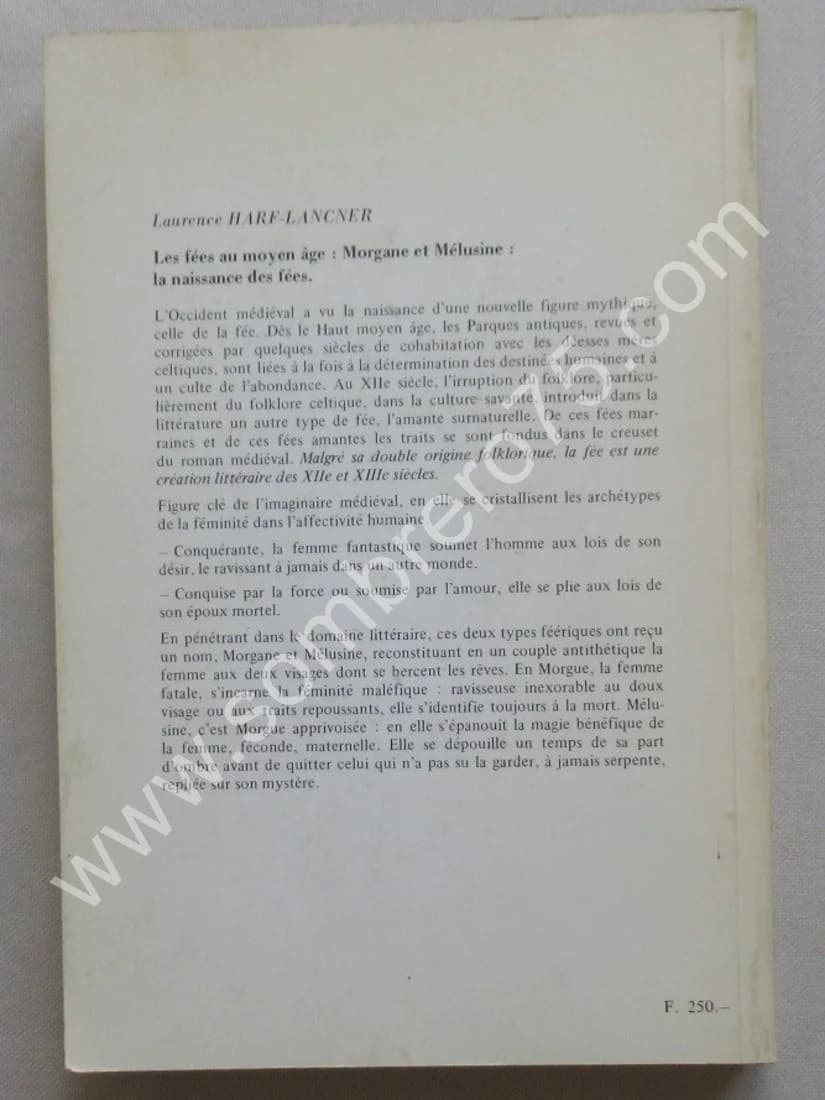 Laurence HARF-LANCNER
Les fées au moyen âge : Morgane et Mélusine :
la naissance des fées.
L'Occident médiéval a vu la naissance d'une nouvelle figure mythique,
celle de la fée. Dès le Haut moyen âge, les Parques antiques, revues et
corrigées par quelques siècles de cohabitation avec les déesses mères
celtiques, sont liées à la fois à la détermination des destinées humaines et à
un culte de l'abondance. Au XIIe siècle, l'irruption du folklore, particu-
lièrement du folklore celtique, dans la culture savante, introduit dans la
littérature un autre type de fée, l'amante surnaturelle. De ces fées mar-
raines et de ces fées amantes les traits se sont fondus dans le creuset
du roman médiéval. Malgré sa double origine folklorique, la fée est une
création littéraire des XIIe et XIIIe siècles.
Figure clé de l'imaginaire médiéval, en elle se cristallisent les archétypes
de la féminité dans l'affectivité humaine.
– Conquérante, la femme fantastique soumet l'homme aux lois de son
désir, le ravissant à jamais dans un autre monde.
– Conquise par la force ou soumise par l'amour, elle se plie aux lois de
son époux mortel.
En pénétrant dans le domaine littéraire, ces deux types féériques ont reçu
un nom, Morgane et Mélusine, reconstituant en un couple antithétique la
femme aux deux visages dont se bercent les rêves. En Morgue, la femme
fatale, s'incarne la féminité maléfique : ravisseuse inexorable au doux
visage ou aux traits repoussants, elle s'identifie toujours à la mort. Mélu-
sine, c'est Morgue apprivoisée : en elle s'épanouit la magie bénéfique de
la femme, féconde, maternelle. Elle se dépouille un temps de sa part
d'ombre avant de quitter celui qui n'a pas su la garder, à jamais serpente,
repliée sur son mystère.
F. 250.–
www.sombrero75.com